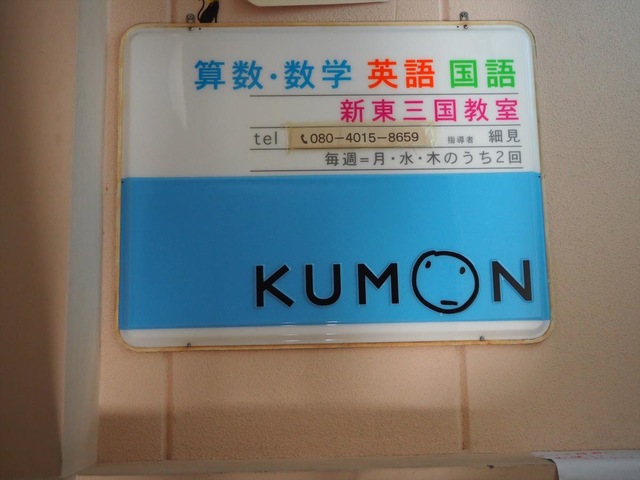 算数・数学 英語 国語
新東三国教室
tel 080-4015-8659 指導者 細見
毎週=月・水・木のうち2回
KUMON